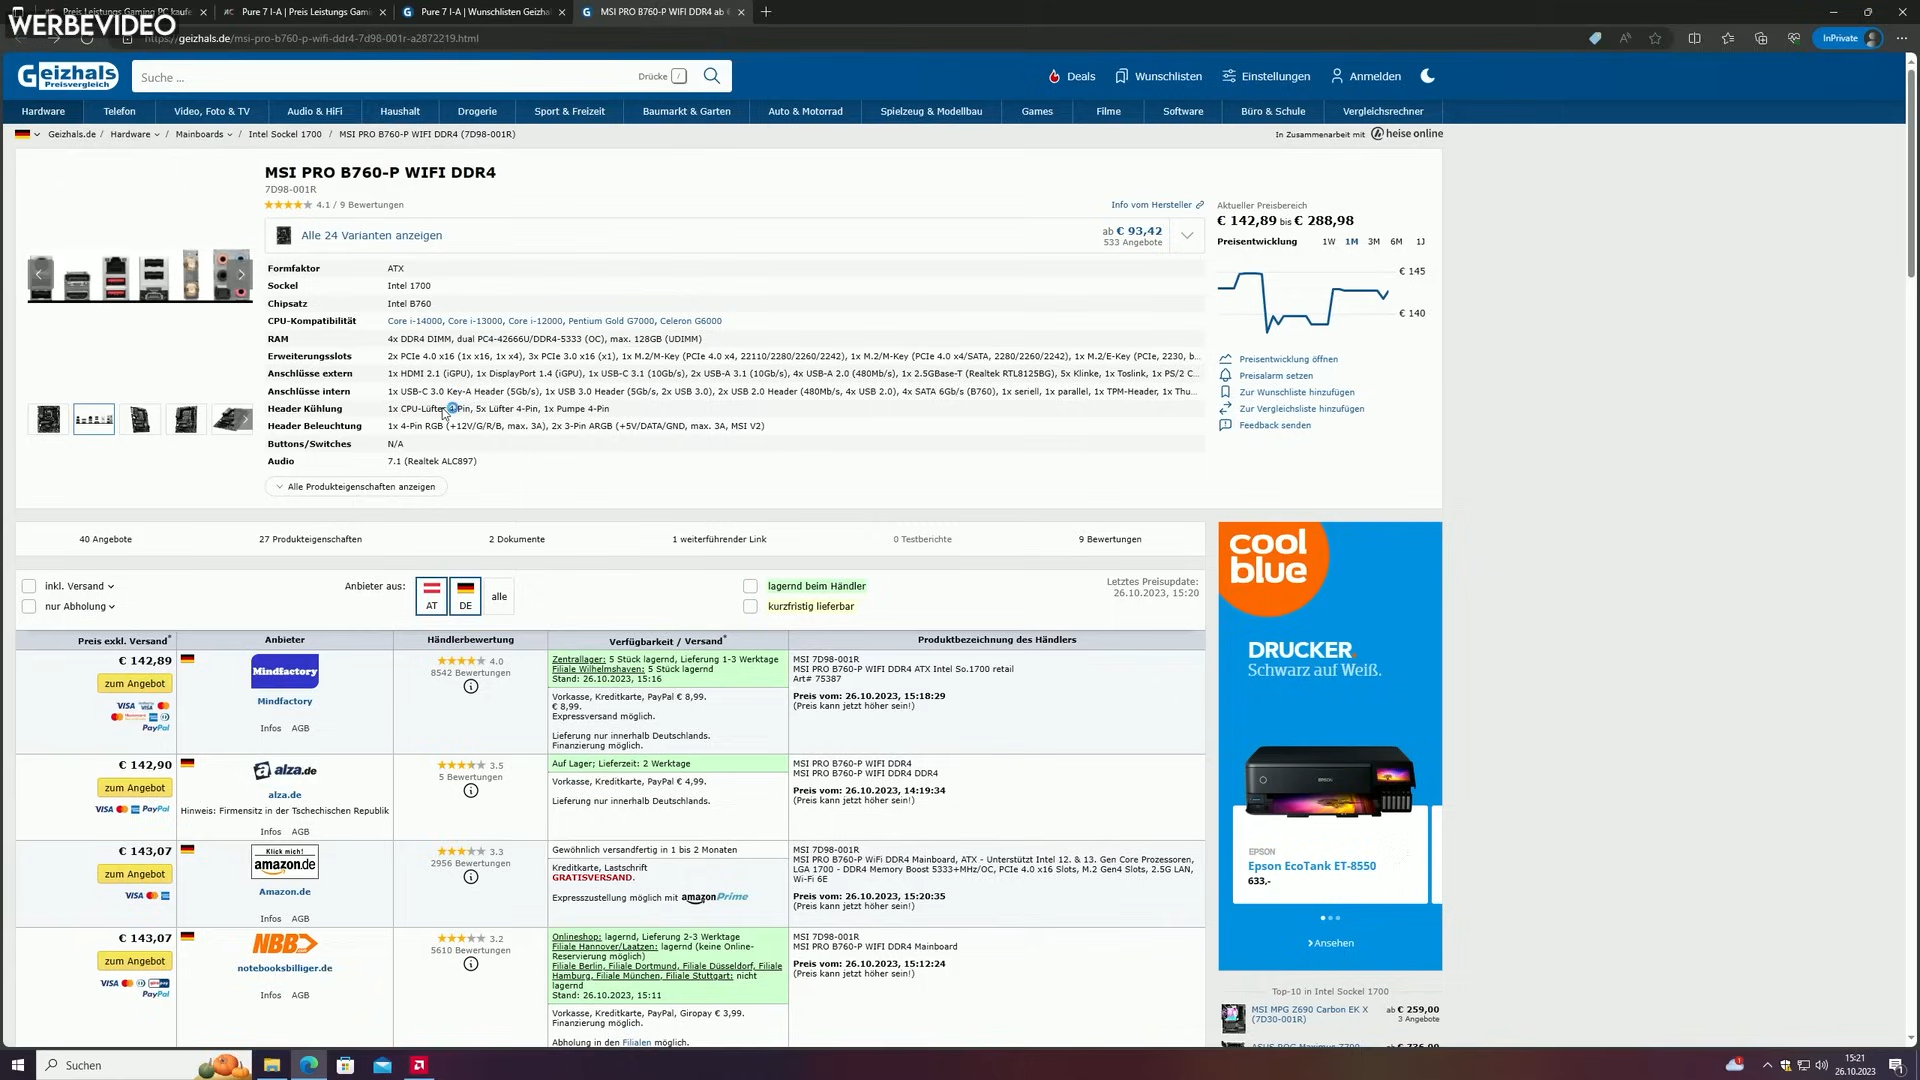 WERBEVIDEO
Preis Leistungs Gaming PC kaufe
Pure 7 I-A | Preis Leistungs Gami
Pure 7 I-A | Wunschlisten Geizha
MSI PRO B760-P WIFI DDR4 ab
https://geizhals.de/msi-pro-b760-p-wifi-ddr4-7d98-001r-a2872219.html
InPrivate
Geizhals
Preisvergleich
Suche ...
Drücke /
Deals
Wunschlisten
Einstellungen
Anmelden
Hardware Telefon Video, Foto & TV Audio & HiFi Haushalt Drogerie Sport & Freizeit Baumarkt & Garten Auto & Motorrad Spielzeug & Modellbau Games Filme Software Büro & Schule Vergleichsrechner
Geizhals.de / Hardware / Mainboards / Intel Sockel 1700 / MSI PRO B760-P WIFI DDR4 (7D98-001R)
In Zusammenarbeit mit heise online
MSI PRO B760-P WIFI DDR4
7D98-001R
4.1 / 9 Bewertungen
Info vom Hersteller
Alle 24 Varianten anzeigen
ab € 93,42
533 Angebote
Formfaktor ATX
Sockel Intel 1700
Chipsatz Intel B760
CPU-Kompatibilität Core i-14000, Core i-13000, Core i-12000, Pentium Gold G7000, Celeron G6000
RAM 4x DDR4 DIMM, dual PC4-42666U/DDR4-5333 (OC), max. 128GB (UDIMM)
Erweiterungsslots 2x PCIe 4.0 x16 (1x x16, 1x x4), 3x PCIe 3.0 x16 (x1), 1x M.2/M-Key (PCIe 4.0 x4, 22110/2280/2260/2242), 1x M.2/M-Key (PCIe 4.0 x4/SATA, 2280/2260/2242), 1x M.2/E-Key (PCIe, 2230, b...
Anschlüsse extern 1x HDMI 2.1 (iGPU), 1x DisplayPort 1.4 (iGPU), 1x USB-C 3.1 (10Gb/s), 2x USB-A 3.1 (10Gb/s), 4x USB-A 2.0 (480Mb/s), 1x 2.5GBase-T (Realtek RTL8125BG), 5x Klinke, 1x Toslink, 1x PS/2 C...
Anschlüsse intern 1x USB-C 3.0 Key-A Header (5Gb/s), 1x USB 3.0 Header (5Gb/s, 2x USB 3.0), 2x USB 2.0 Header (480Mb/s, 4x USB 2.0), 4x SATA 6Gb/s (B760), 1x seriell, 1x parallel, 1x TPM-Header, 1x Thu...
Header Kühlung 1x CPU-Lüfter 4-Pin, 5x Lüfter 4-Pin, 1x Pumpe 4-Pin
Header Beleuchtung 1x 4-Pin RGB (+12V/G/R/B, max. 3A), 2x 3-Pin ARGB (+5V/DATA/GND, max. 3A, MSI V2)
Buttons/Switches N/A
Audio 7.1 (Realtek ALC897)
Alle Produkteigenschaften anzeigen
Aktueller Preisbereich
€ 142,89 bis € 288,98
Preisentwicklung 1W 1M 3M 6M 1J
€ 145
€ 140
Preisentwicklung öffnen
Preisalarm setzen
Zur Wunschliste hinzufügen
Zur Vergleichsliste hinzufügen
Feedback senden
40 Angebote 27 Produkteigenschaften 2 Dokumente 1 weiterführender Link 0 Testberichte 9 Bewertungen
inkl. Versand
nur Abholung
Anbieter aus:
AT DE alle
lagernd beim Händler
kurzfristig lieferbar
Letztes Preisupdate:
26.10.2023, 15:20
Preis exkl. Versand* Anbieter Händlerbewertung Verfügbarkeit / Versand* Produktbezeichnung des Händlers
€ 142,89
zum Angebot
VISA
PayPal
Mindfactory
Mindfactory
Infos AGB
4.0
8542 Bewertungen
Zentrallager: 5 Stück lagernd, Lieferung 1-3 Werktage
Filiale Wilhelmshaven: 5 Stück lagernd
Stand: 26.10.2023, 15:16
Vorkasse, Kreditkarte, PayPal € 8,99.
€ 8,99.
Expressversand möglich.
Lieferung nur innerhalb Deutschlands.
Finanzierung möglich.
MSI 7D98-001R
MSI PRO B760-P WIFI DDR4 ATX Intel So.1700 retail
Art# 75387
Preis vom: 26.10.2023, 15:18:29
(Preis kann jetzt höher sein!)
€ 142,90
zum Angebot
VISA PayPal
alza.de
alza.de
Hinweis: Firmensitz in der Tschechischen Republik
Infos AGB
3.5
5 Bewertungen
Auf Lager; Lieferzeit: 2 Werktage
Vorkasse, Kreditkarte, PayPal € 4,99.
Lieferung nur innerhalb Deutschlands.
MSI PRO B760-P WIFI DDR4
MSI PRO B760-P WIFI DDR4 DDR4
Preis vom: 26.10.2023, 14:19:34
(Preis kann jetzt höher sein!)
€ 143,07
zum Angebot
VISA
Klick mich!
amazon.de
Amazon.de
Infos AGB
3.3
2956 Bewertungen
Gewöhnlich versandfertig in 1 bis 2 Monaten
Kreditkarte, Lastschrift
GRATISVERSAND.
Expresszustellung möglich mit amazonPrime
MSI 7D98-001R
MSI PRO B760-P WiFi DDR4 Mainboard, ATX - Unterstützt Intel 12. & 13. Gen Core Prozessoren,
LGA 1700 - DDR4 Memory Boost 5333+MHz/OC, PCIe 4.0 x16 Slots, M.2 Gen4 Slots, 2.5G LAN,
Wi-Fi 6E
Preis vom: 26.10.2023, 15:20:35
(Preis kann jetzt höher sein!)
€ 143,07
zum Angebot
VISA
PayPal
NBB
notebooksbilliger.de
Infos AGB
3.2
5610 Bewertungen
Onlineshop: lagernd, Lieferung 2-3 Werktage
Filiale Hannover/Laatzen: lagernd (keine Online-
Reservierung möglich)
Filiale Berlin, Filiale Dortmund, Filiale Düsseldorf, Filiale
Hamburg, Filiale München, Filiale Stuttgart: nicht
lagernd
Stand: 26.10.2023, 15:11
Vorkasse, Kreditkarte, PayPal, Giropay € 3,99.
Finanzierung möglich.
Abholung in den Filialen möglich.
MSI 7D98-001R
MSI PRO B760-P WIFI DDR4 Mainboard
Preis vom: 26.10.2023, 15:12:24
(Preis kann jetzt höher sein!)
cool
blue
DRUCKER.
Schwarz auf Weiß.
EPSON
Epson EcoTank ET-8550
633,-
Ansehen
Top-10 in Intel Sockel 1700
MSI MPG Z690 Carbon EK X
(7D30-001R)
ab € 259,00
3 Angebote
Suchen
15:21
26.10.2023